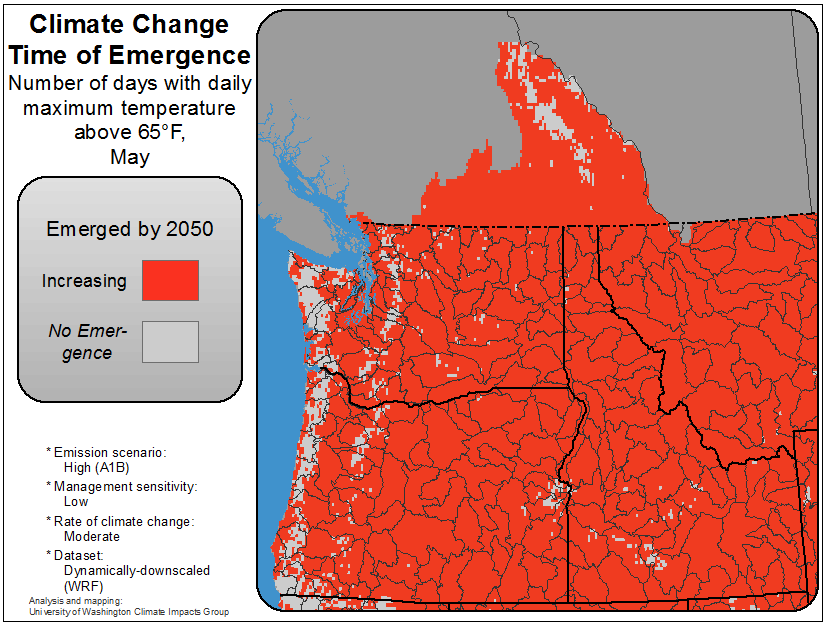 Climate Change
Time of Emergence
Number of days with daily
maximum temperature
above 65°F,
May
Emerged by 2050
Increasing
No Emer-
gence
* Emission scenario:
High (A1B)
* Management sensitivity:
Low
* Rate of climate change:
Moderate
* Dataset:
Dynamically-downscaled
(WRF)
Analysis and mapping:
University of Washington Climate Impacts Group